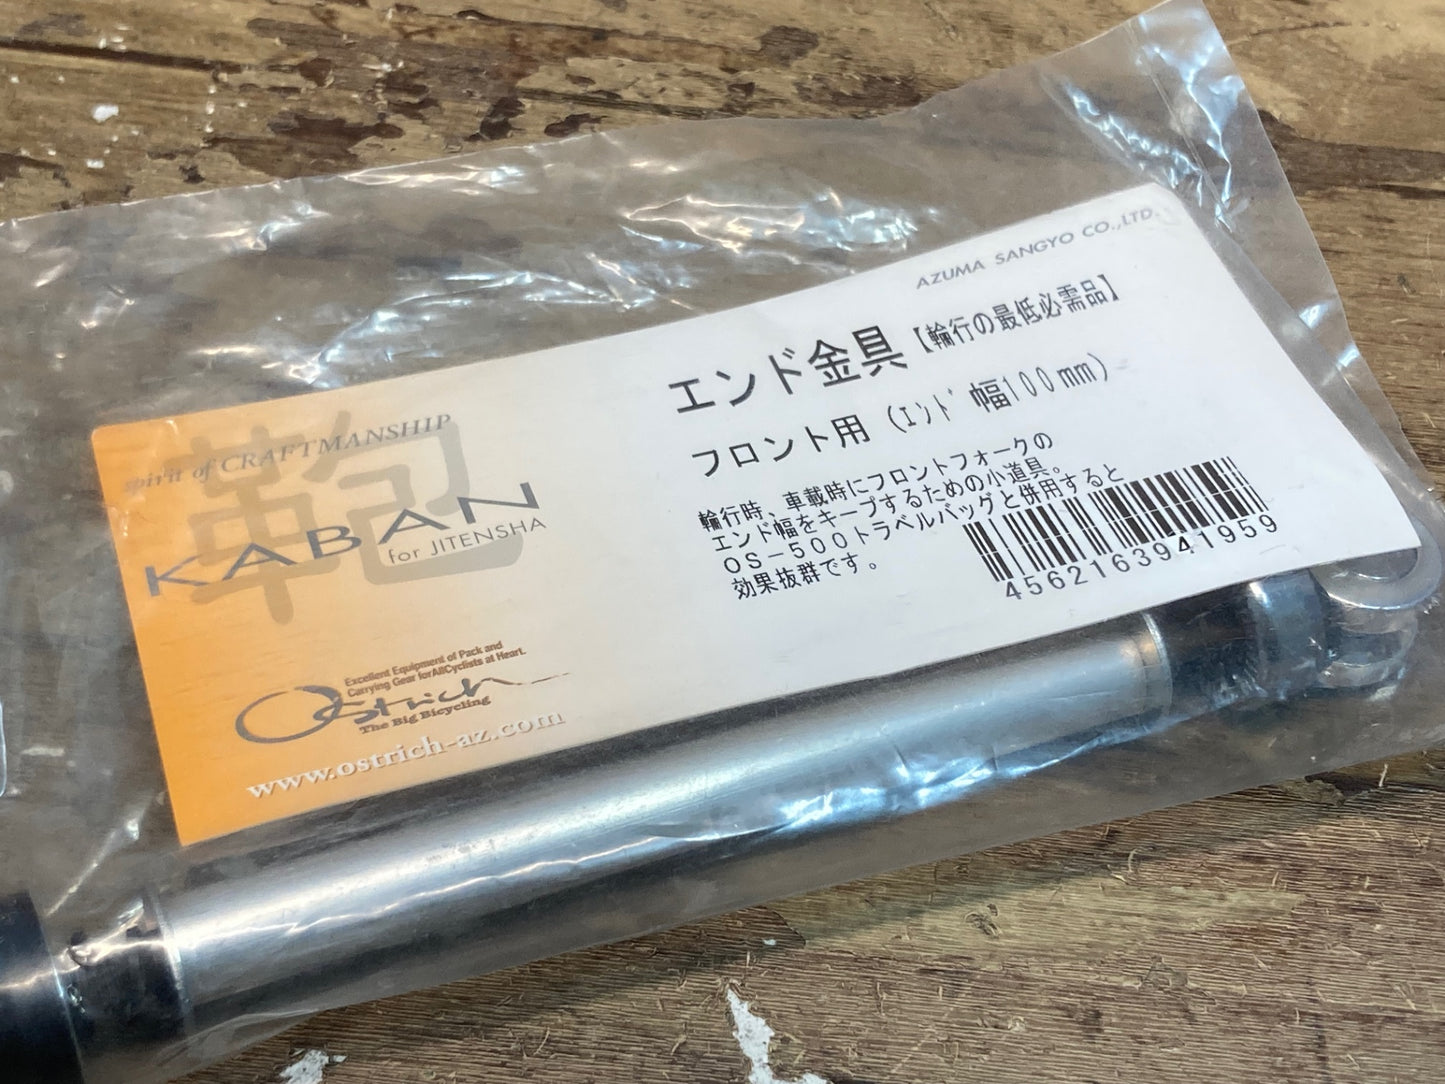 AZUMA SANGYO CO.,LTD.
エンド金具【輪行の最低必需品】
フロント用（ｴﾝﾄﾞ幅100mm）
輪行時、車載時にフロントフォークの
エンド幅をキープするための小道具。
OS-500トラベルバッグと併用すると
効果抜群です。
4562163941959
鞄
spirit of CRAFTMANSHIP
KABAN
for JITENSHA
Excellent Equipment of Pack and
Carrying Gear forAllCyclists at Heart.
Ostrich
The Big Bicycling
www.ostrich-az.com